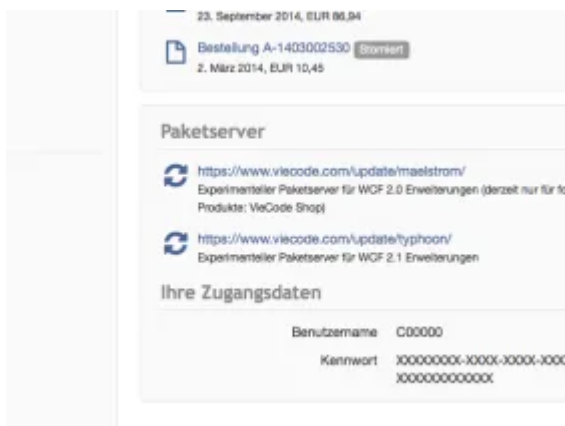 23. September 2014, EUR 86,94
Bestellung A-1403002530 Storniert
2. März 2014, EUR 10,45
Paketserver
https://www.viecode.com/update/maelstrom/
Experimenteller Paketserver für WCF 2.0 Erweiterungen (derzeit nur für
Produkte: VieCode Shop)
https://www.viecode.com/update/typhoon/
Experimenteller Paketserver für WCF 2.1 Erweiterungen
Ihre Zugangsdaten
Benutzername C00000
Kennwort XXXXXXXX-XXXX-XXXX-XXX
XXXXXXXXXXXX